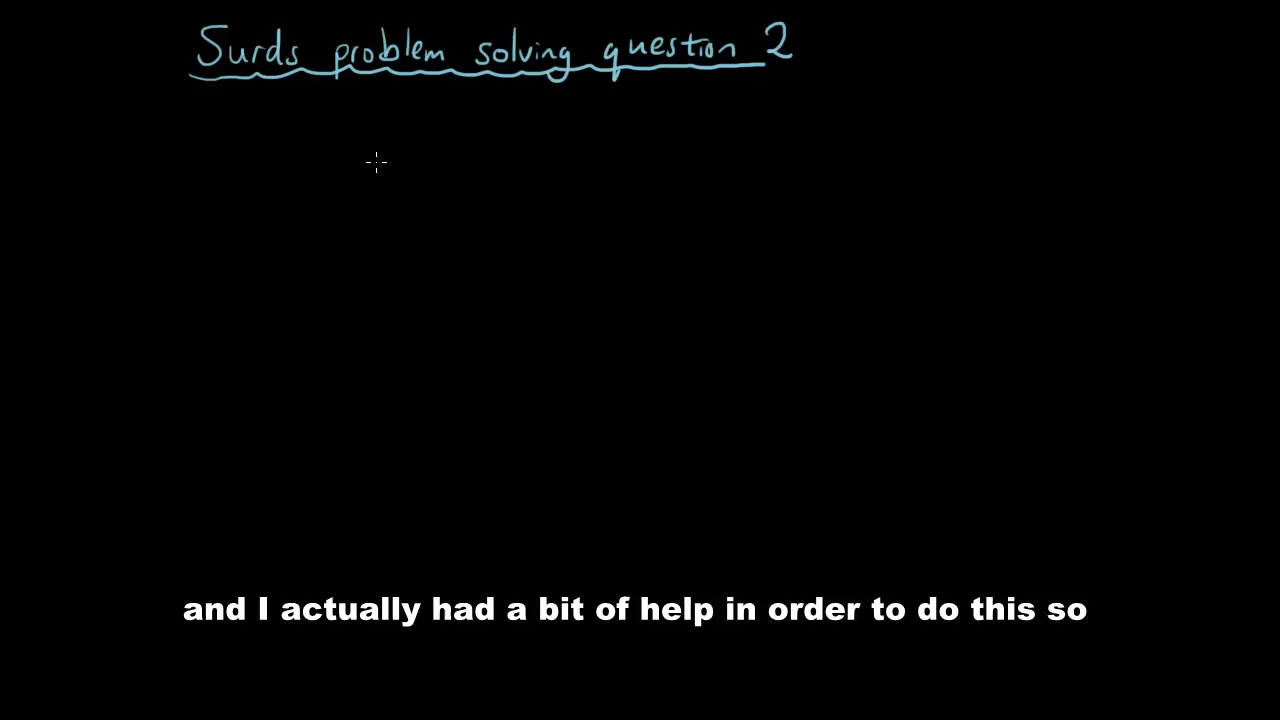 Surds problem solving question 2
and I actually had a bit of help in order to do this so